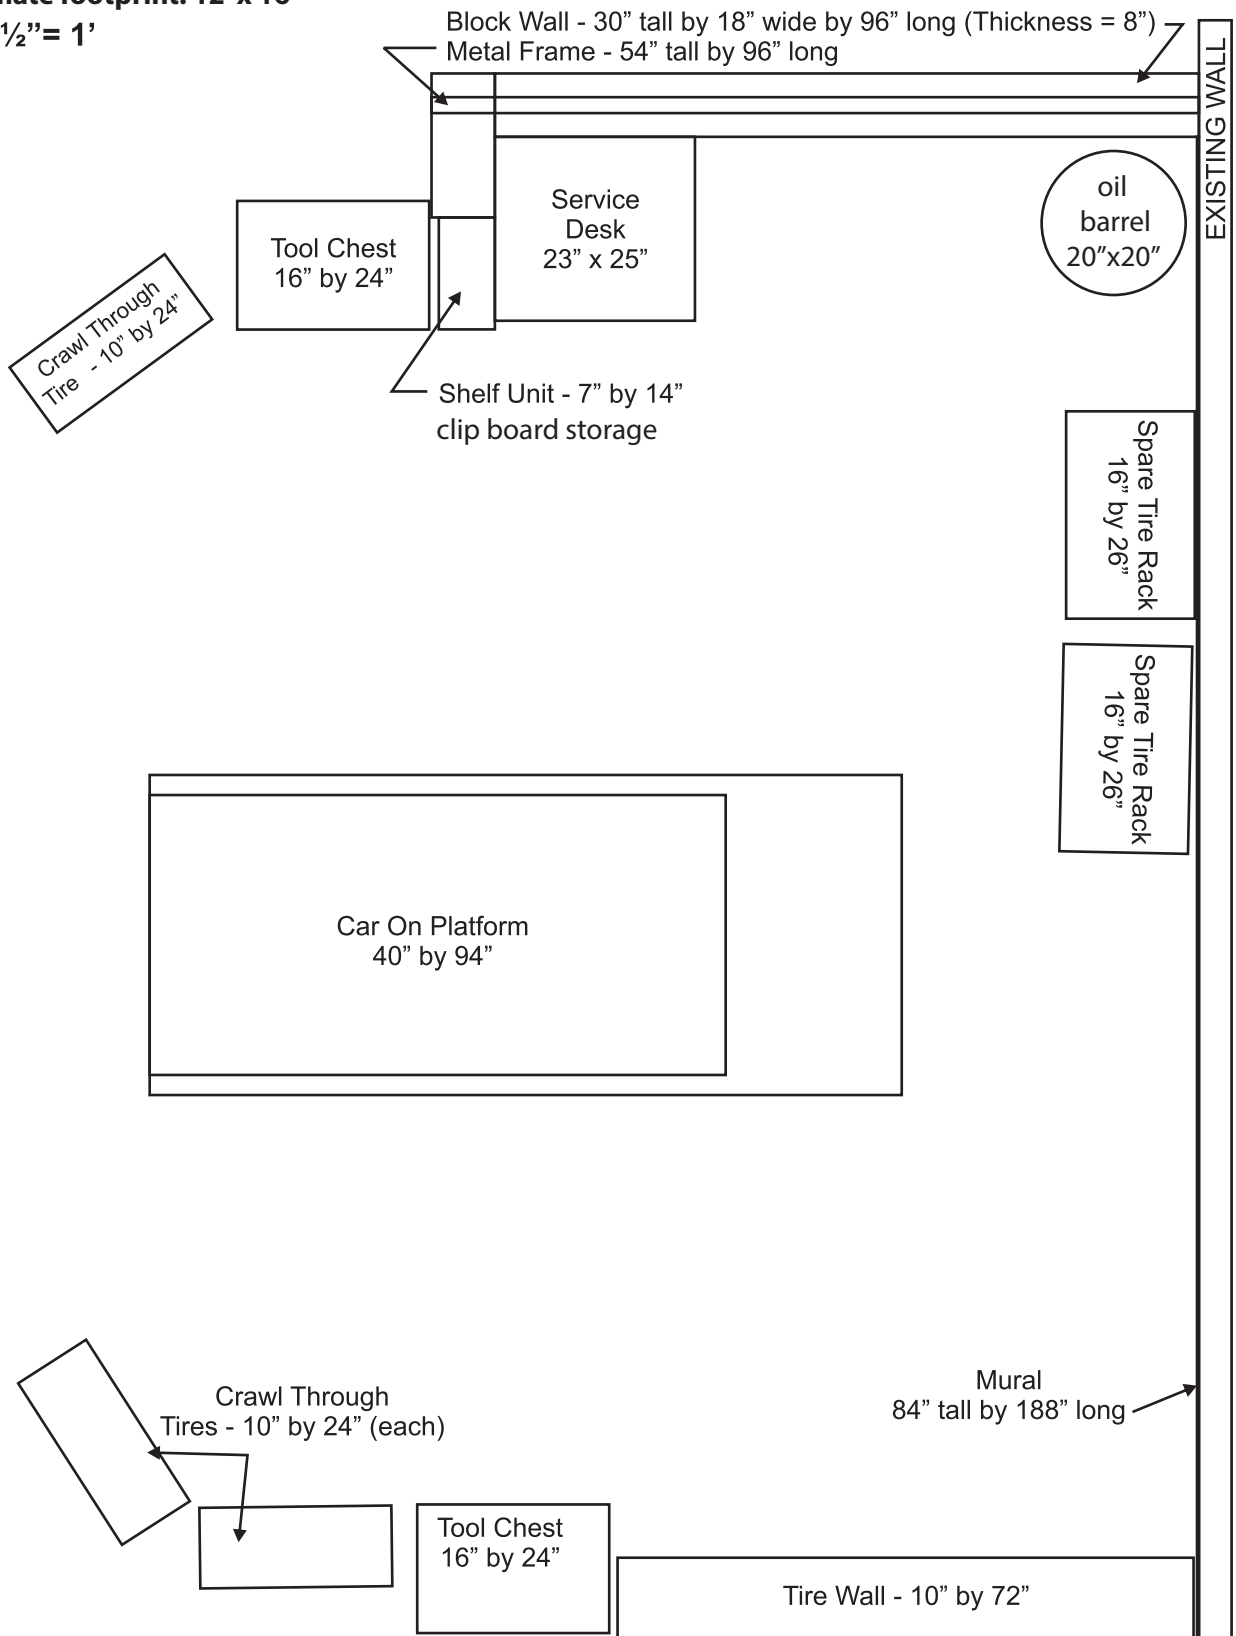 ½”= 1’
Block Wall - 30” tall by 18” wide by 96” long (Thickness = 8”)
Metal Frame - 54” tall by 96” long
EXISTING WALL
Service
Desk
23” x 25”
oil
barrel
20”x20”
Tool Chest
16” by 24”
Crawl Through
Tire - 10” by 24”
Shelf Unit - 7” by 14”
clip board storage
Spare Tire Rack
16” by 26”
Spare Tire Rack
16” by 26”
Car On Platform
40” by 94”
Mural
84” tall by 188” long
Crawl Through
Tires - 10” by 24” (each)
Tool Chest
16” by 24”
Tire Wall - 10” by 72”